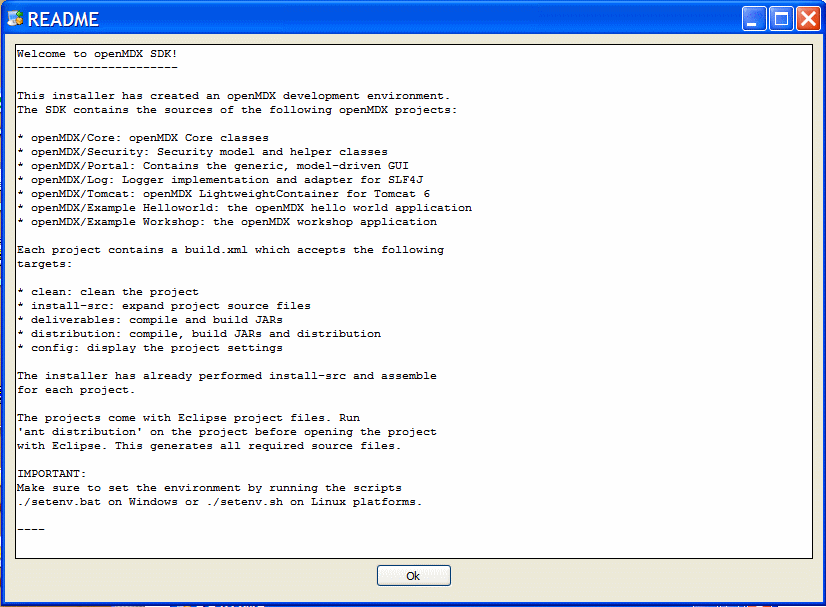 README
Welcome to openMDX SDK!
-----------------------
This installer has created an openMDX development environment.
The SDK contains the sources of the following openMDX projects:
* openMDX/Core: openMDX Core classes
* openMDX/Security: Security model and helper classes
* openMDX/Portal: Contains the generic, model-driven GUI
* openMDX/Log: Logger implementation and adapter for SLF4J
* openMDX/Tomcat: openMDX LightweightContainer for Tomcat 6
* openMDX/Example Helloworld: the openMDX hello world application
* openMDX/Example Workshop: the openMDX workshop application
Each project contains a build.xml which accepts the following
targets:
* clean: clean the project
* install-src: expand project source files
* deliverables: compile and build JARs
* distribution: compile, build JARs and distribution
* config: display the project settings
The installer has already performed install-src and assemble
for each project.
The projects come with Eclipse project files. Run
'ant distribution' on the project before opening the project
with Eclipse. This generates all required source files.
IMPORTANT:
Make sure to set the environment by running the scripts
./setenv.bat on Windows or ./setenv.sh on Linux platforms.
----
Ok